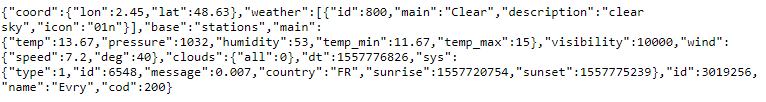 {"coord":{"lon":2.45,"lat":48.63},"weather":[{"id":800,"main":"Clear","description":"clear
sky","icon":"01n"}],"base":"stations","main":
{"temp":13.67,"pressure":1032,"humidity":53,"temp_min":11.67,"temp_max":15},"visibility":10000,"wind":
{"speed":7.2,"deg":40},"clouds":{"all":0},"dt":1557776826,"sys":
{"type":1,"id":6548,"message":0.007,"country":"FR","sunrise":1557720754,"sunset":1557775239},"id":3019256,
"name":"Evry","cod":200}